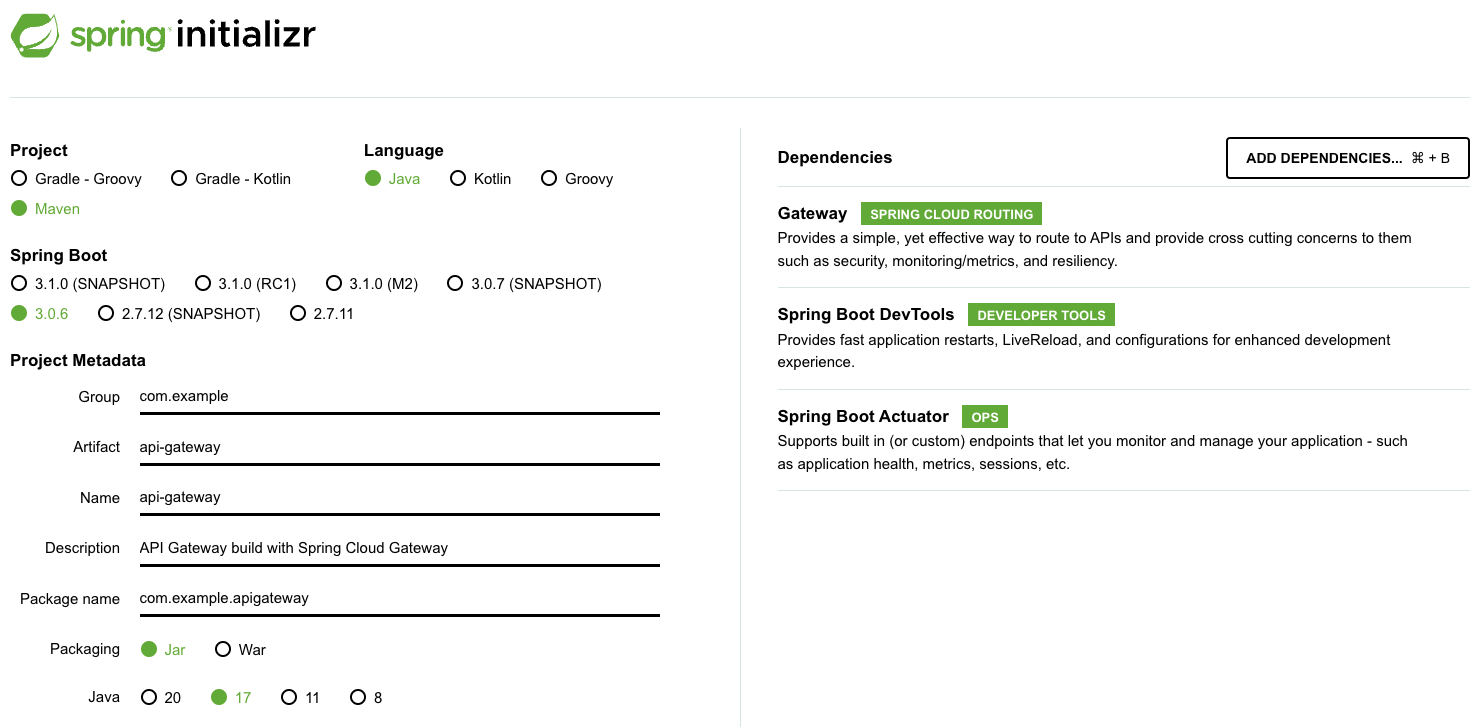 spring initializr
Project
Gradle - Groovy Gradle - Kotlin
Maven
Language
Java Kotlin Groovy
Spring Boot
3.1.0 (SNAPSHOT) 3.1.0 (RC1) 3.1.0 (M2) 3.0.7 (SNAPSHOT)
3.0.6 2.7.12 (SNAPSHOT) 2.7.11
Project Metadata
Group com.example
Artifact api-gateway
Name api-gateway
Description API Gateway build with Spring Cloud Gateway
Package name com.example.apigateway
Packaging Jar War
Java 20 17 11 8
Dependencies ADD DEPENDENCIES... ⌘ + B
Gateway SPRING CLOUD ROUTING
Provides a simple, yet effective way to route to APIs and provide cross cutting concerns to them
such as security, monitoring/metrics, and resiliency.
Spring Boot DevTools DEVELOPER TOOLS
Provides fast application restarts, LiveReload, and configurations for enhanced development
experience.
Spring Boot Actuator OPS
Supports built in (or custom) endpoints that let you monitor and manage your application - such
as application health, metrics, sessions, etc.